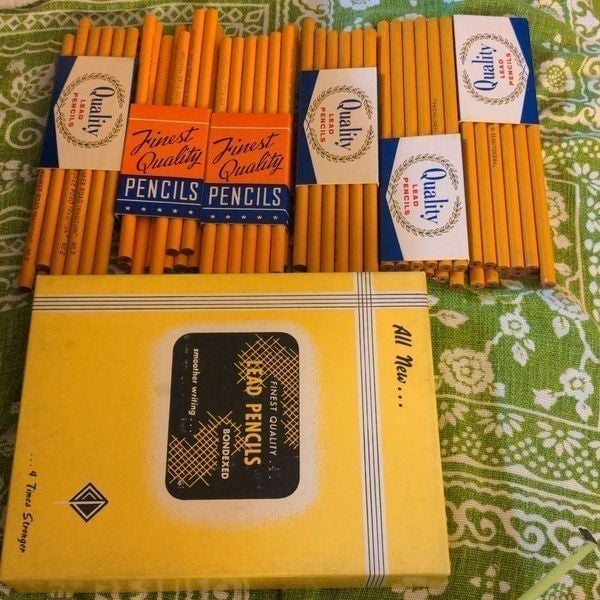 Quality
LEAD
PENCILS
Finest
Quality
PENCILS
Finest
Quality
PENCILS
Quality
LEAD
PENCILS
Quality
LEAD
PENCILS
Quality
LEAD
PENCILS
All New...
FINEST QUALITY
LEAD PENCILS
BONDEXED
smoother writing...
...4 Times Stronger